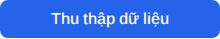 Thu thập dữ liệu